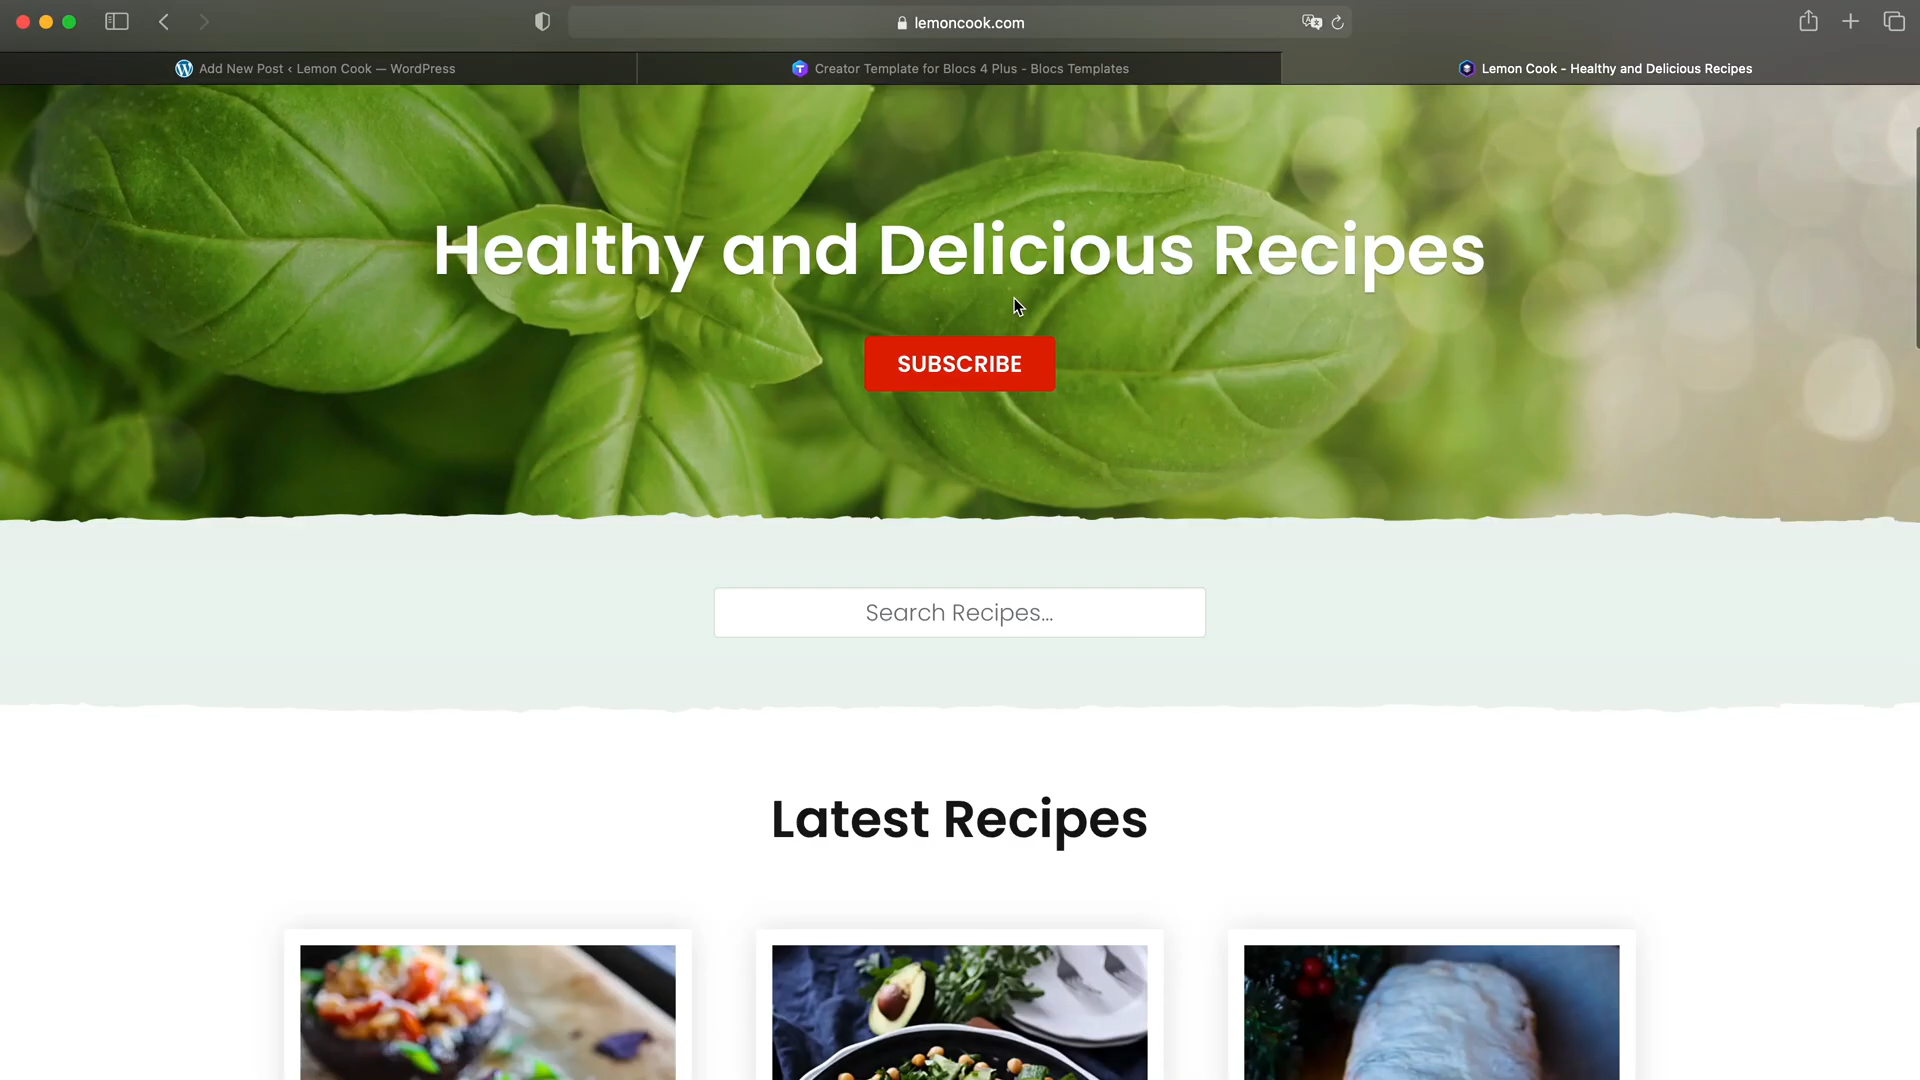 lemoncook.com
Add New Post ‹ Lemon Cook — WordPress
Creator Template for Blocs 4 Plus - Blocs Templates
Lemon Cook - Healthy and Delicious Recipes
Healthy and Delicious Recipes
SUBSCRIBE
Search Recipes...
Latest Recipes